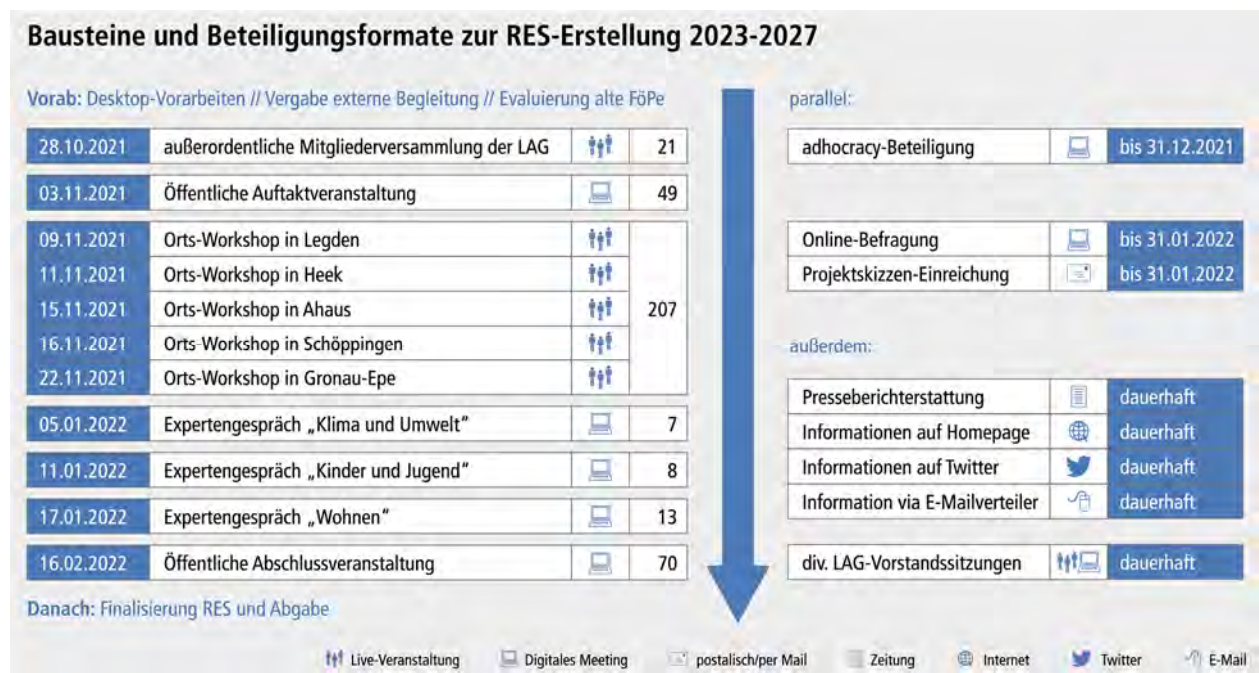 Bausteine und Beteiligungsformate zur RES-Erstellung 2023-2027
Vorab: Desktop-Vorarbeiten // Vergabe externe Begleitung // Evaluierung alte FöPe
28.10.2021 außerordentliche Mitgliederversammlung der LAG 21
03.11.2021 Öffentliche Auftaktveranstaltung 49
09.11.2021 Orts-Workshop in Legden
11.11.2021 Orts-Workshop in Heek
15.11.2021 Orts-Workshop in Ahaus 207
16.11.2021 Orts-Workshop in Schöppingen
22.11.2021 Orts-Workshop in Gronau-Epe
05.01.2022 Expertengespräch „Klima und Umwelt“ 7
11.01.2022 Expertengespräch „Kinder und Jugend“ 8
17.01.2022 Expertengespräch „Wohnen“ 13
16.02.2022 Öffentliche Abschlussveranstaltung 70
Danach: Finalisierung RES und Abgabe
parallel:
adhocracy-Beteiligung bis 31.12.2021
Online-Befragung bis 31.01.2022
Projektskizzen-Einreichung bis 31.01.2022
außerdem:
Presseberichterstattung dauerhaft
Informationen auf Homepage dauerhaft
Informationen auf Twitter dauerhaft
Information via E-Mailverteiler dauerhaft
div. LAG-Vorstandssitzungen dauerhaft
Live-Veranstaltung Digitales Meeting postalisch/per Mail Zeitung Internet Twitter E-Mail